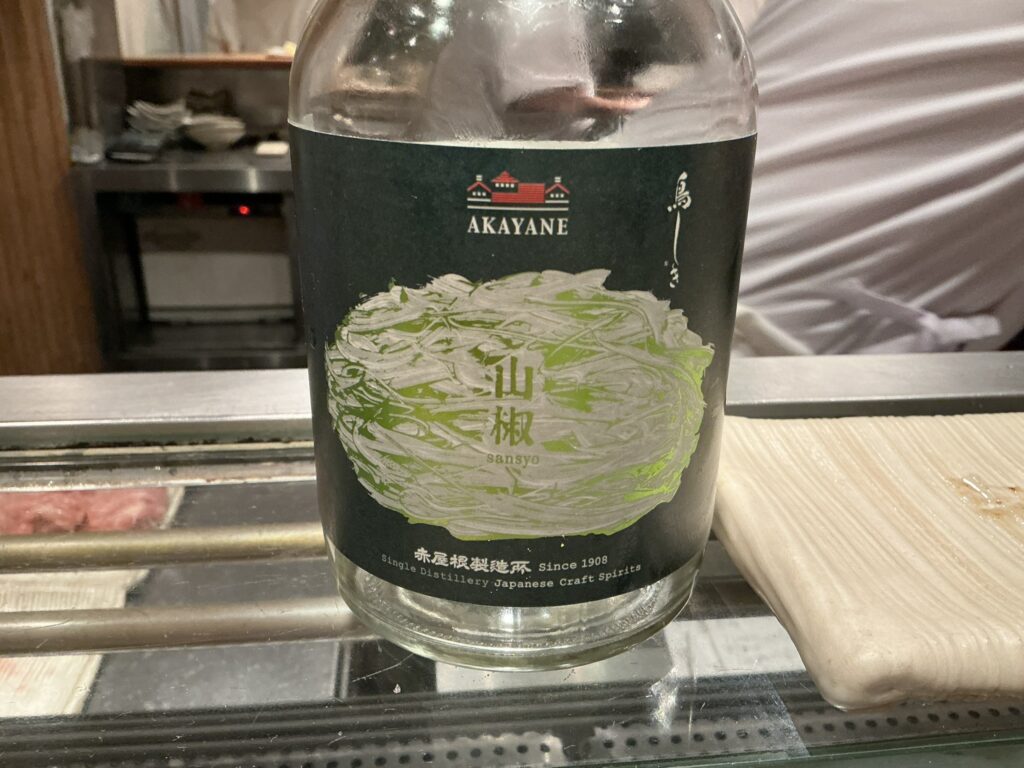 AKAYANE
鳥しき
山椒
sansyo
赤屋根製造所 Since 1908
Single Distillery Japanese Craft Spirits